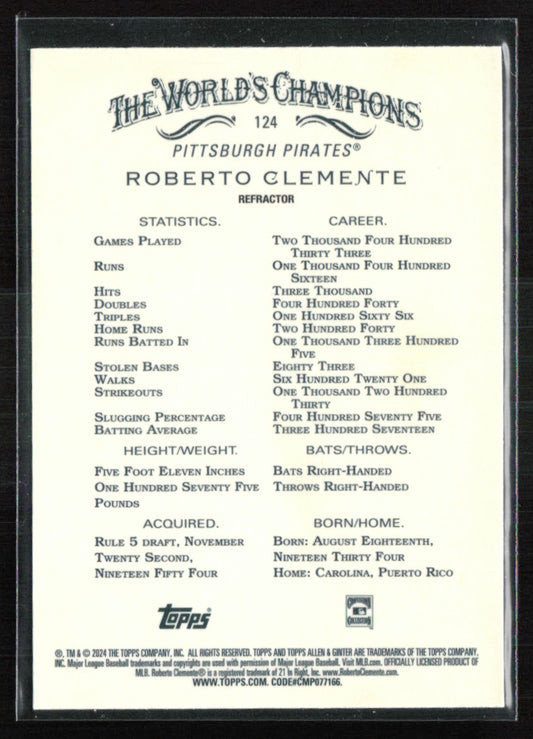 THE WORLD'S CHAMPIONS
124
PITTSBURGH PIRATES®
ROBERTO CLEMENTE
REFRACTOR
STATISTICS. CAREER.
GAMES PLAYED TWO THOUSAND FOUR HUNDRED
THIRTY THREE
RUNS ONE THOUSAND FOUR HUNDRED
SIXTEEN
HITS THREE THOUSAND
DOUBLES FOUR HUNDRED FORTY
TRIPLES ONE HUNDRED SIXTY SIX
HOME RUNS TWO HUNDRED FORTY
RUNS BATTED IN ONE THOUSAND THREE HUNDRED
FIVE
STOLEN BASES EIGHTY THREE
WALKS SIX HUNDRED TWENTY ONE
STRIKEOUTS ONE THOUSAND TWO HUNDRED
THIRTY
SLUGGING PERCENTAGE FOUR HUNDRED SEVENTY FIVE
BATTING AVERAGE THREE HUNDRED SEVENTEEN
HEIGHT/WEIGHT. BATS/THROWS.
FIVE FOOT ELEVEN INCHES BATS RIGHT-HANDED
ONE HUNDRED SEVENTY FIVE THROWS RIGHT-HANDED
POUNDS
ACQUIRED. BORN/HOME.
RULE 5 DRAFT, NOVEMBER BORN: AUGUST EIGHTEENTH,
TWENTY SECOND, NINETEEN THIRTY FOUR
NINETEEN FIFTY FOUR HOME: CAROLINA, PUERTO RICO
topps®
®, TM & © 2024 THE TOPPS COMPANY, INC. ALL RIGHTS RESERVED. TOPPS AND TOPPS ALLEN & GINTER ARE TRADEMARKS OF THE TOPPS COMPANY,
INC. Major League Baseball trademarks and copyrights are used with permission of Major League Baseball. Visit MLB.com. OFFICIALLY LICENSED PRODUCT OF
MLB. Roberto Clemente® is a registered trademark of 21 In Right, Inc. www.RobertoClemente.com.
WWW.TOPPS.COM. CODE#CMP077166.